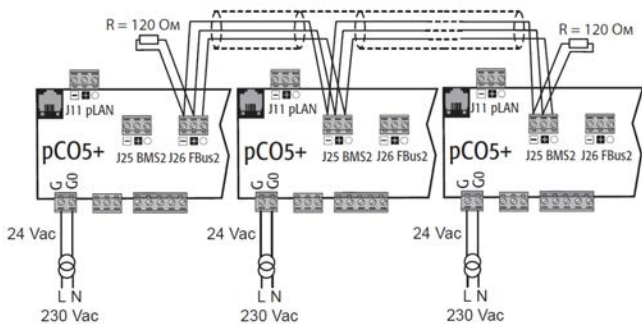 R = 120 Ом
R = 120 Ом
J11 pLAN
J25 BMS2
J26 FBus2
pCO5+
G
G0
24 Vac
L N
230 Vac
J11 pLAN
J25 BMS2
J26 FBus2
pCO5+
G
G0
24 Vac
L N
230 Vac
J11 pLAN
J25 BMS2
J26 FBus2
pCO5+
G
G0
24 Vac
L N
230 Vac